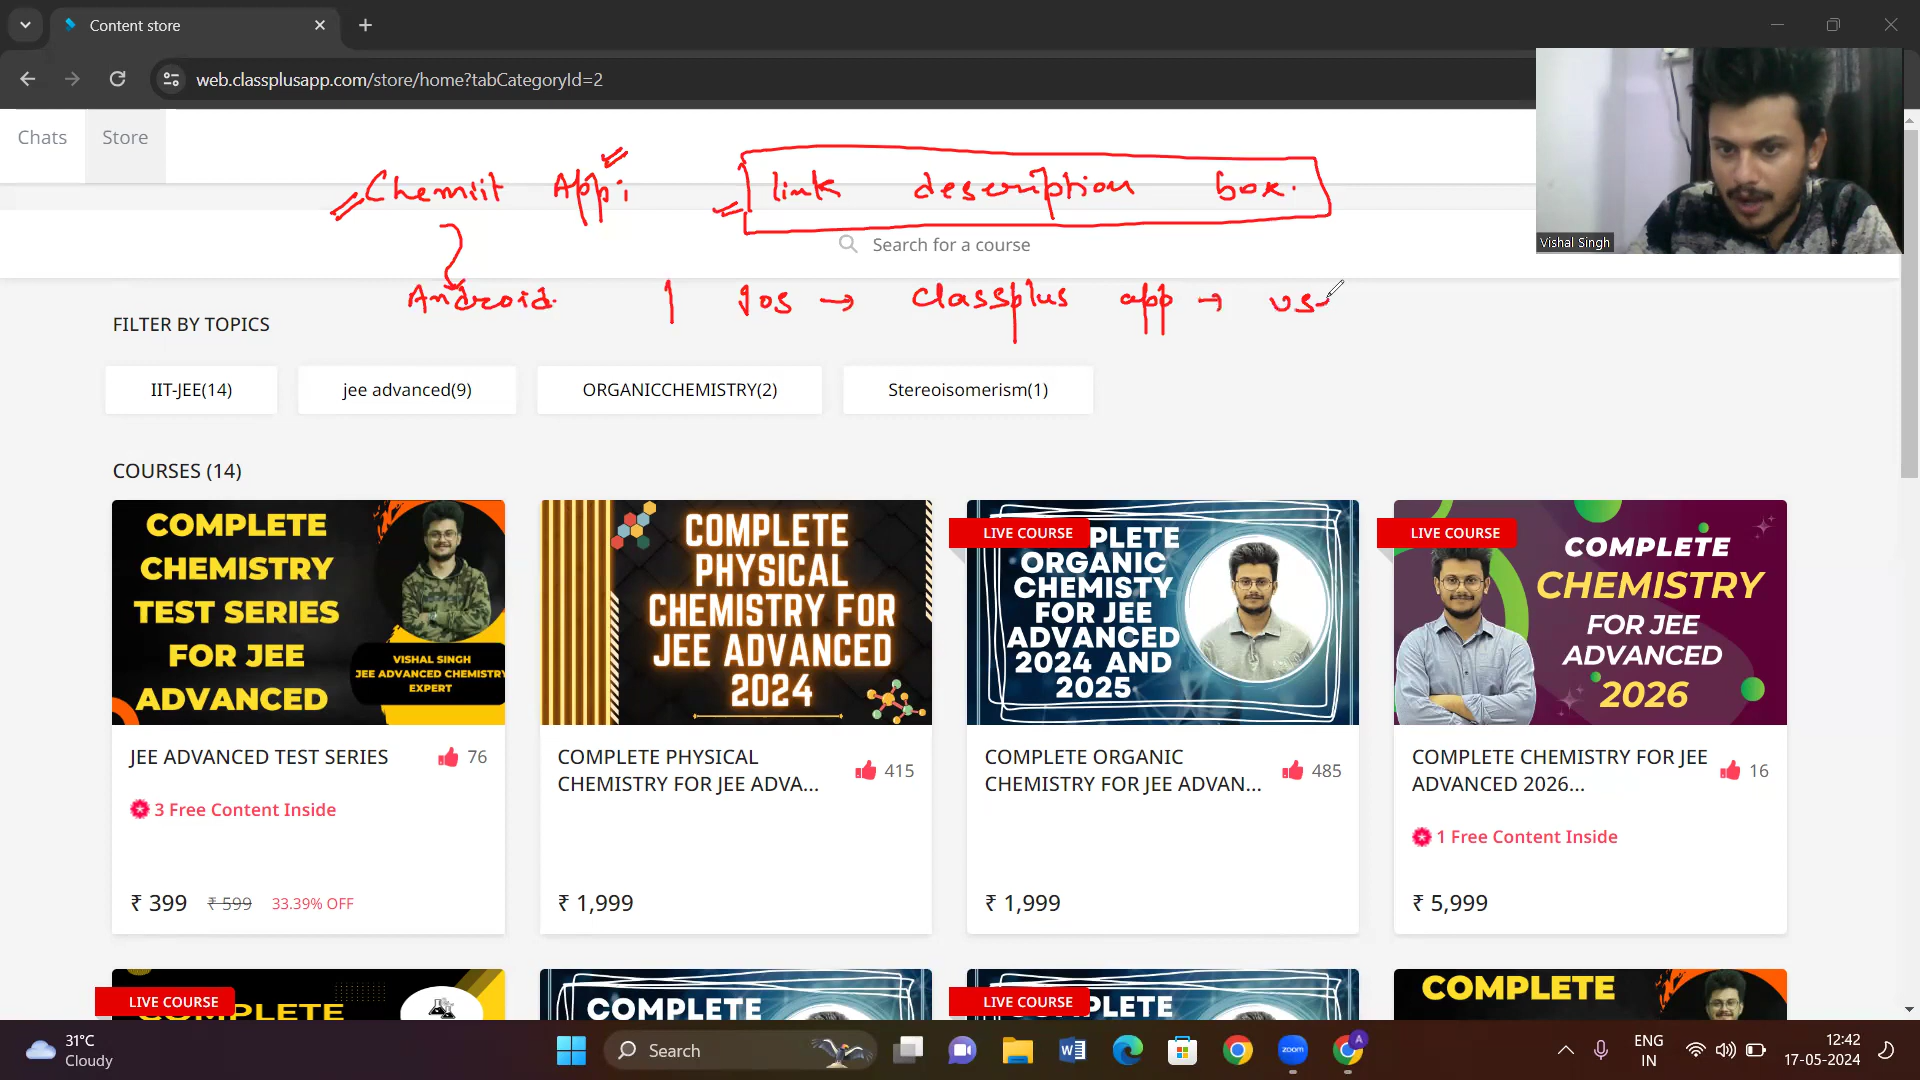 Content store
web.classplusapp.com/store/home?tabCategoryId=2
Chats Store
Chemiit App: link description box.
Search for a course
Vishal Singh
Android. | ios → classplus app → us
FILTER BY TOPICS
IIT-JEE(14) jee advanced(9) ORGANICCHEMISTRY(2) Stereoisomerism(1)
COURSES (14)
COMPLETE
CHEMISTRY
TEST SERIES
FOR JEE
ADVANCED
VISHAL SINGH
JEE ADVANCED CHEMISTRY
EXPERT
COMPLETE
PHYSICAL
CHEMISTRY FOR
JEE ADVANCED
2024
LIVE COURSE
PLETE
ORGANIC
CHEMISTY
FOR JEE
ADVANCED
2024 AND
2025
LIVE COURSE
COMPLETE
CHEMISTRY
FOR JEE
ADVANCED
2026
JEE ADVANCED TEST SERIES 76
3 Free Content Inside
₹ 399 ₹ 599 33.39% OFF
COMPLETE PHYSICAL
CHEMISTRY FOR JEE ADVA... 415
₹ 1,999
COMPLETE ORGANIC
CHEMISTRY FOR JEE ADVAN... 485
₹ 1,999
COMPLETE CHEMISTRY FOR JEE
ADVANCED 2026... 16
1 Free Content Inside
₹ 5,999
LIVE COURSE
COMPLETE
COMPLETE
LIVE COURSE
PLETE
COMPLETE
31°C
Cloudy
Search
W
zoom
A
ENG
IN
12:42
17-05-2024